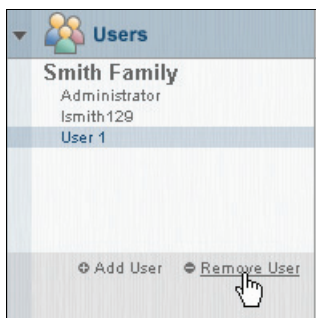 Users
Smith Family
Administrator
lsmith129
User 1
Add User Remove User